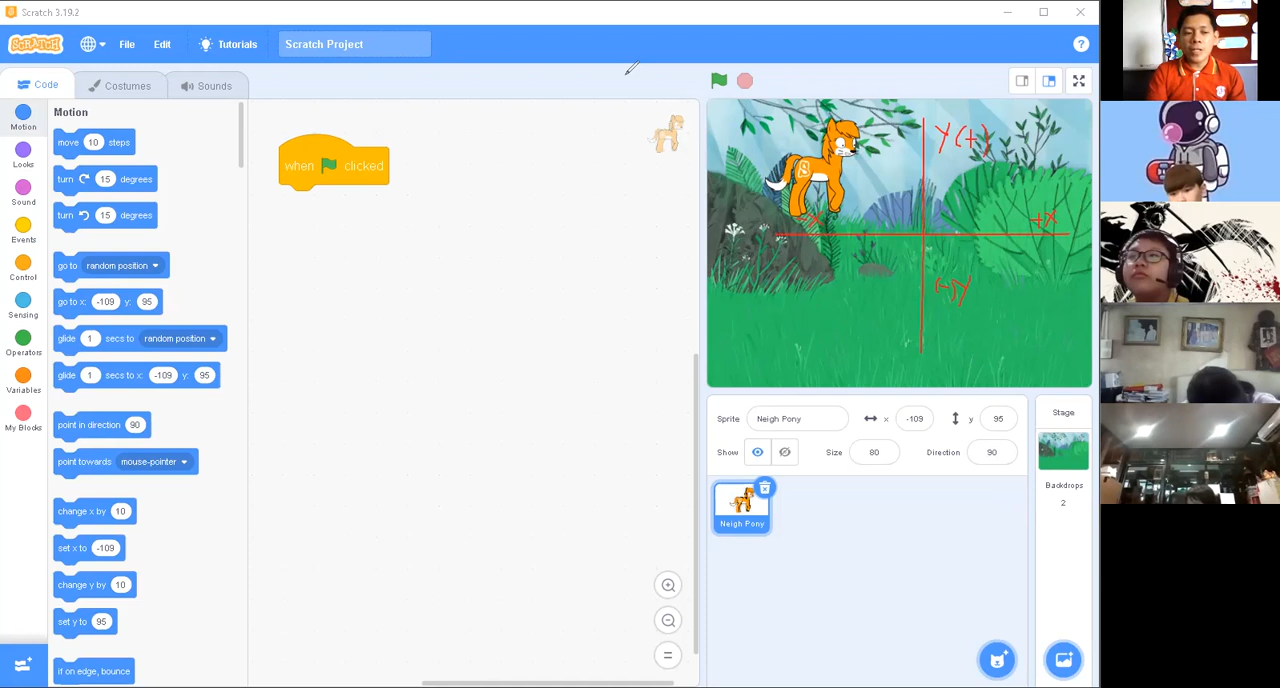 Scratch 3.19.2
SCRATCH File Edit Tutorials Scratch Project ?
Code Costumes Sounds
Motion
Looks
Sound
Events
Control
Sensing
Operators
Variables
My Blocks
Motion
move 10 steps
turn 15 degrees
turn 15 degrees
go to random position
go to x: -109 y: 95
glide 1 secs to random position
glide 1 secs to x: -109 y: 95
point in direction 90
point towards mouse-pointer
change x by 10
set x to -109
change y by 10
set y to 95
if on edge, bounce
when clicked
Y(+)
-X
+X
(-)Y
Sprite Neigh Pony x -109 y 95
Show Size 80 Direction 90
Neigh Pony
Stage
Backdrops
2